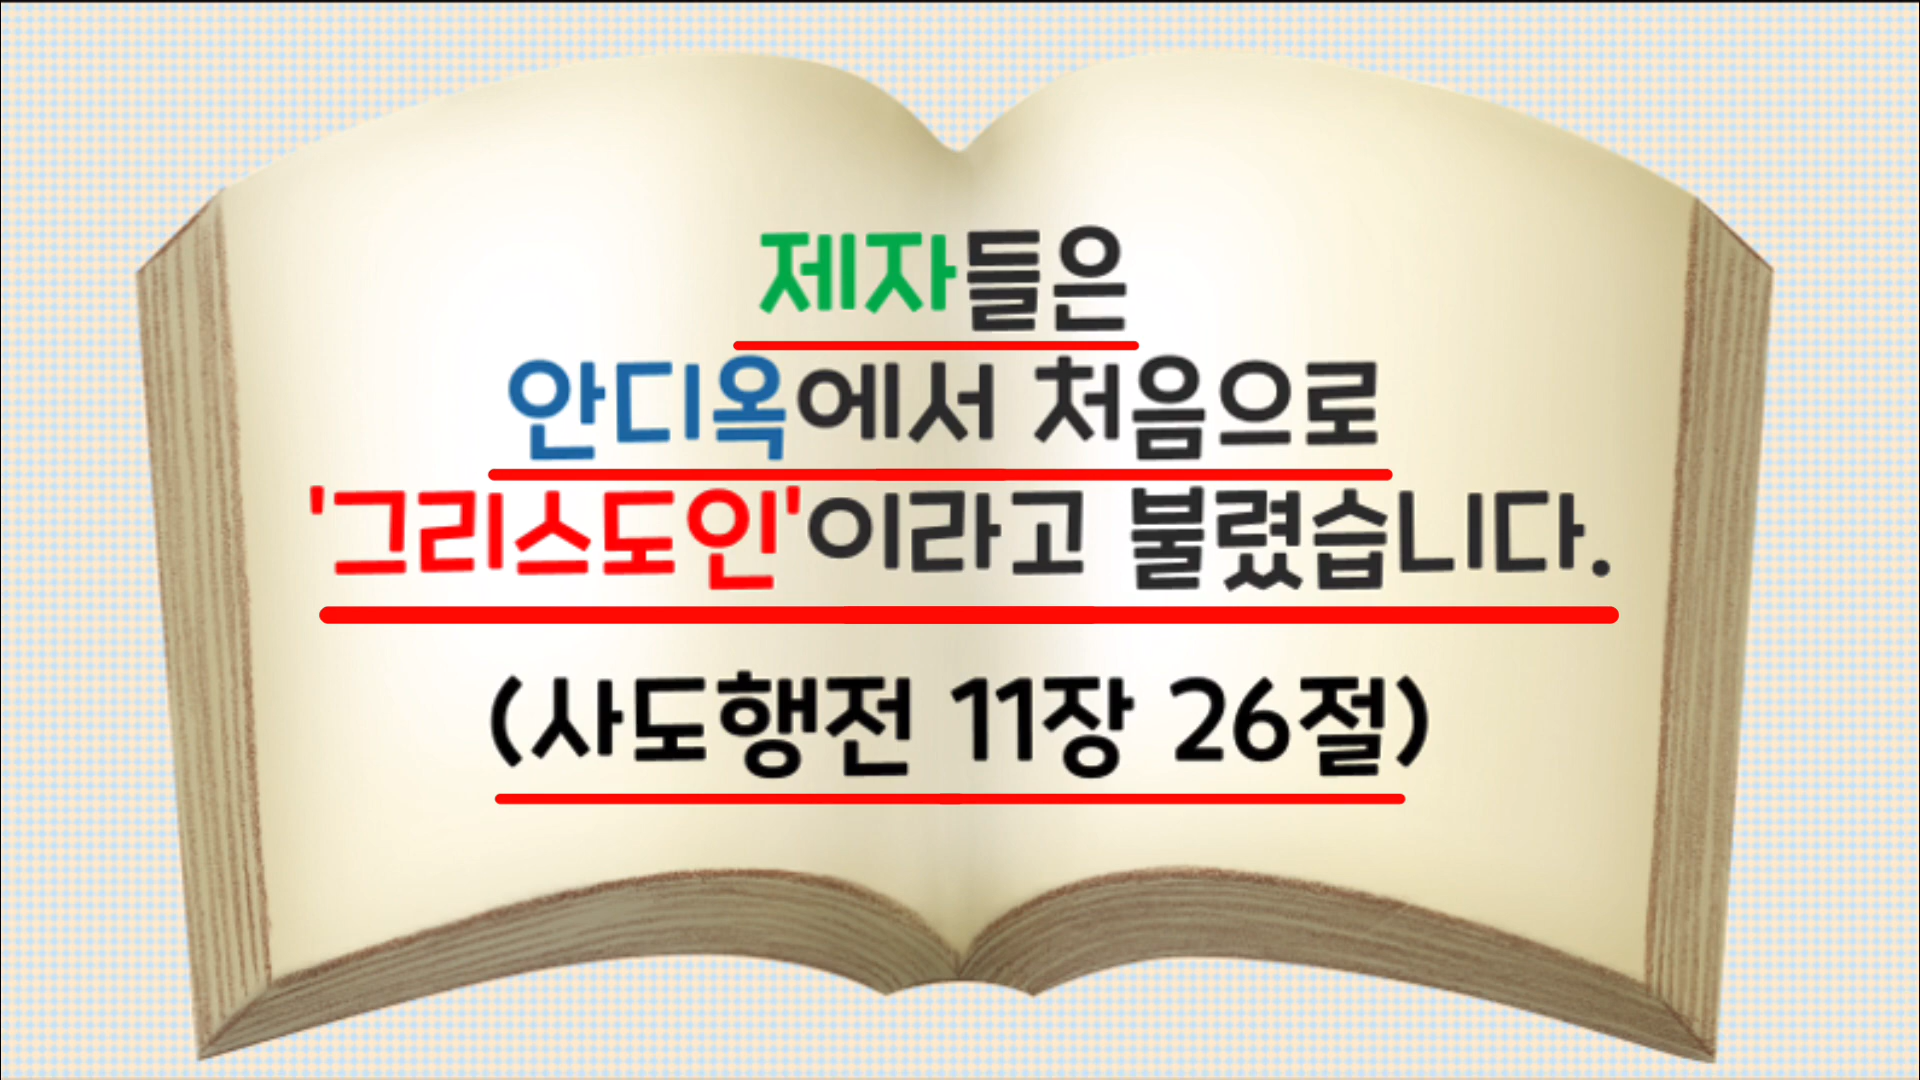 제자들은
안디옥에서 처음으로
'그리스도인'이라고 불렸습니다.
(사도행전 11장 26절)